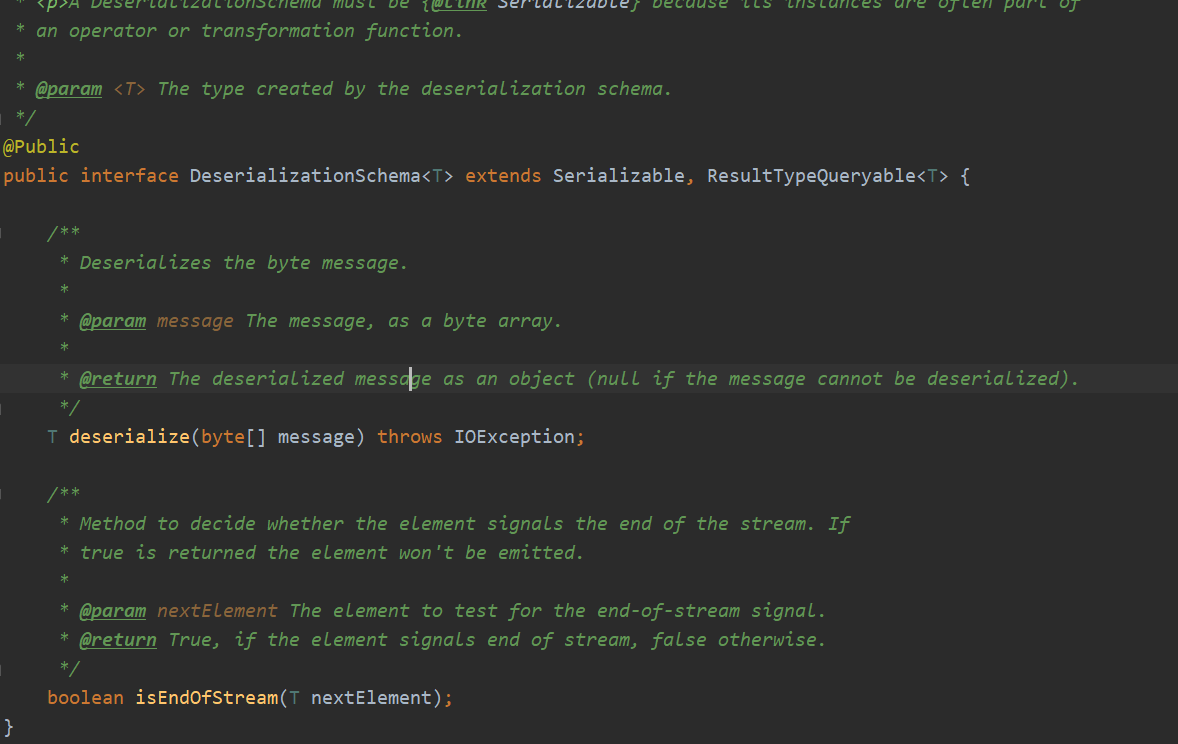 * <p>A DeserializationSchema must be {@link Serializable} because its instances are often part of
* an operator or transformation function.
*
* @param <T> The type created by the deserialization schema.
*/
@Public
public interface DeserializationSchema<T> extends Serializable, ResultTypeQueryable<T> {
/**
* Deserializes the byte message.
*
* @param message The message, as a byte array.
*
* @return The deserialized message as an object (null if the message cannot be deserialized).
*/
T deserialize(byte[] message) throws IOException;
/**
* Method to decide whether the element signals the end of the stream. If
* true is returned the element won't be emitted.
*
* @param nextElement The element to test for the end-of-stream signal.
* @return True, if the element signals end of stream, false otherwise.
*/
boolean isEndOfStream(T nextElement);
}